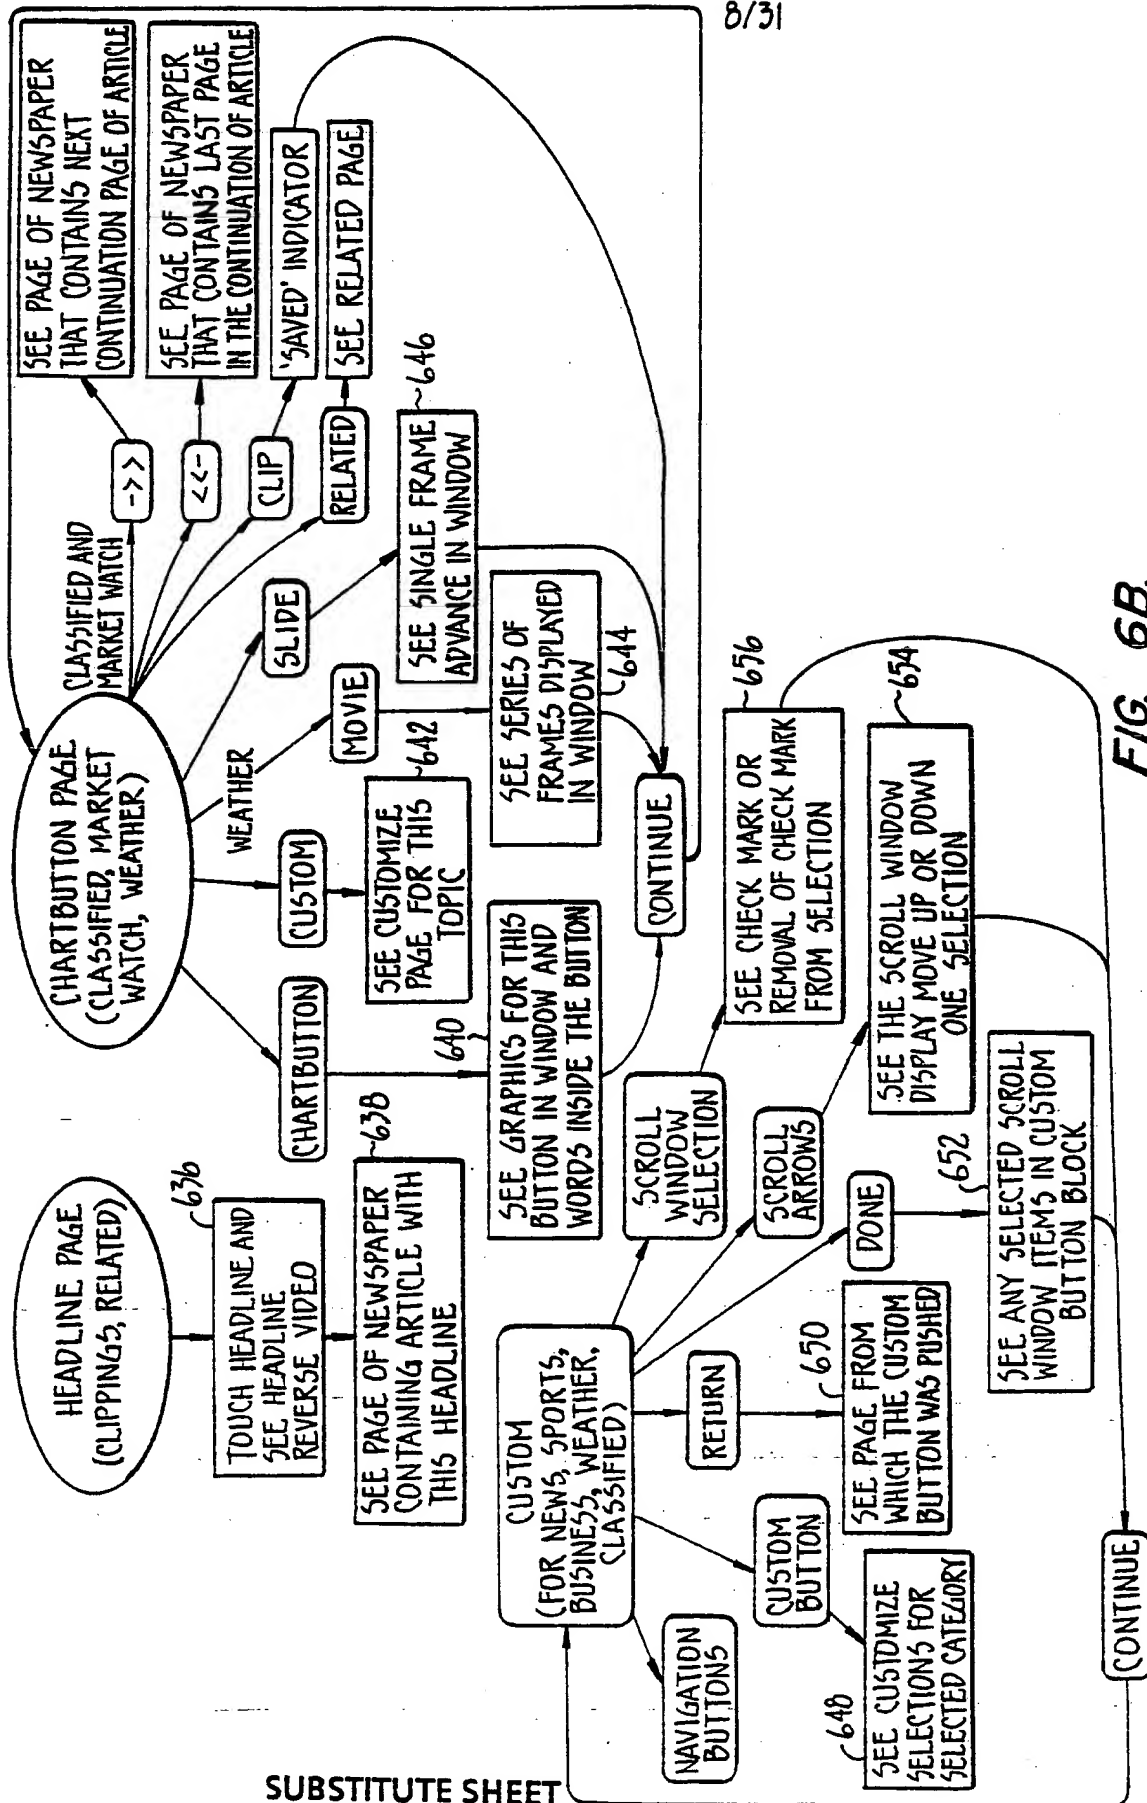 8/31
HEADLINE PAGE
(CLIPPINGS, RELATED)
636
TOUCH HEADLINE AND
SEE HEADLINE
REVERSE VIDEO
638
SEE PAGE OF NEWSPAPER
CONTAINING ARTICLE WITH
THIS HEADLINE
CHARTBUTTON PAGE
(CLASSIFIED, MARKET
WATCH, WEATHER)
CHARTBUTTON
640
SEE GRAPHICS FOR THIS
BUTTON IN WINDOW AND
WORDS INSIDE THE BUTTON
CUSTOM
642
SEE CUSTOMIZE
PAGE FOR THIS
TOPIC
WEATHER
MOVIE
SEE SERIES OF
FRAMES DISPLAYED
IN WINDOW
644
SLIDE
646
SEE SINGLE FRAME
ADVANCE IN WINDOW
CLASSIFIED AND
MARKET WATCH
->>
SEE PAGE OF NEWSPAPER
THAT CONTAINS NEXT
CONTINUATION PAGE OF ARTICLE
<<-
SEE PAGE OF NEWSPAPER
THAT CONTAINS LAST PAGE
IN THE CONTINUATION OF ARTICLE
CLIP
'SAVED' INDICATOR
RELATED
SEE RELATED PAGE
CONTINUE
CUSTOM
(FOR NEWS, SPORTS,
BUSINESS, WEATHER,
CLASSIFIED)
NAVIGATION
BUTTONS
CUSTOM
BUTTON
648
SEE CUSTOMIZE
SELECTIONS FOR
SELECTED CATEGORY
RETURN
650
SEE PAGE FROM
WHICH THE CUSTOM
BUTTON WAS PUSHED
DONE
652
SEE ANY SELECTED SCROLL
WINDOW ITEMS IN CUSTOM
BUTTON BLOCK
SCROLL
ARROWS
654
SEE THE SCROLL WINDOW
DISPLAY MOVE UP OR DOWN
ONE SELECTION
SCROLL
WINDOW
SELECTION
656
SEE CHECK MARK OR
REMOVAL OF CHECK MARK
FROM SELECTION
CONTINUE
FIG. 6B.
SUBSTITUTE SHEET